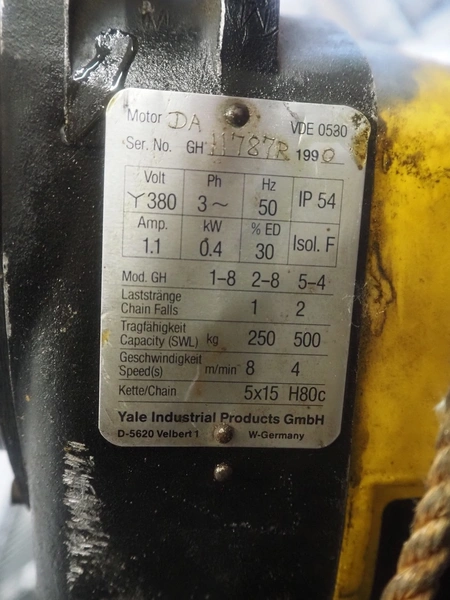 Motor DA VDE 0530
Ser. No. GH 11787R 1990
Volt Ph Hz IP 54
Y 380 3~ 50
Amp. kW % ED Isol. F
1.1 0.4 30
Mod. GH 1-8 2-8 5-4
Laststränge
Chain Falls 1 2
Tragfähigkeit
Capacity (SWL) kg 250 500
Geschwindigkeit
Speed(s) m/min 8 4
Kette/Chain 5x15 H80c
Yale Industrial Products GmbH
D-5620 Velbert 1 W-Germany